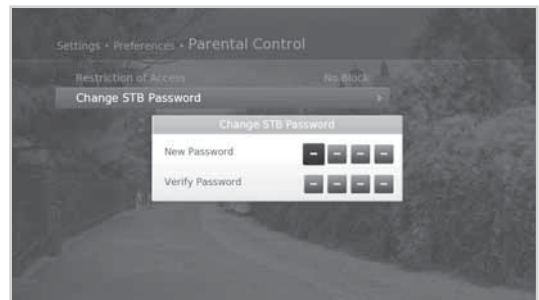 Settings • Preferences • Parental Control
Restriction of Access No Block
Change STB Password
Change STB Password
New Password – – – –
Verify Password – – – –